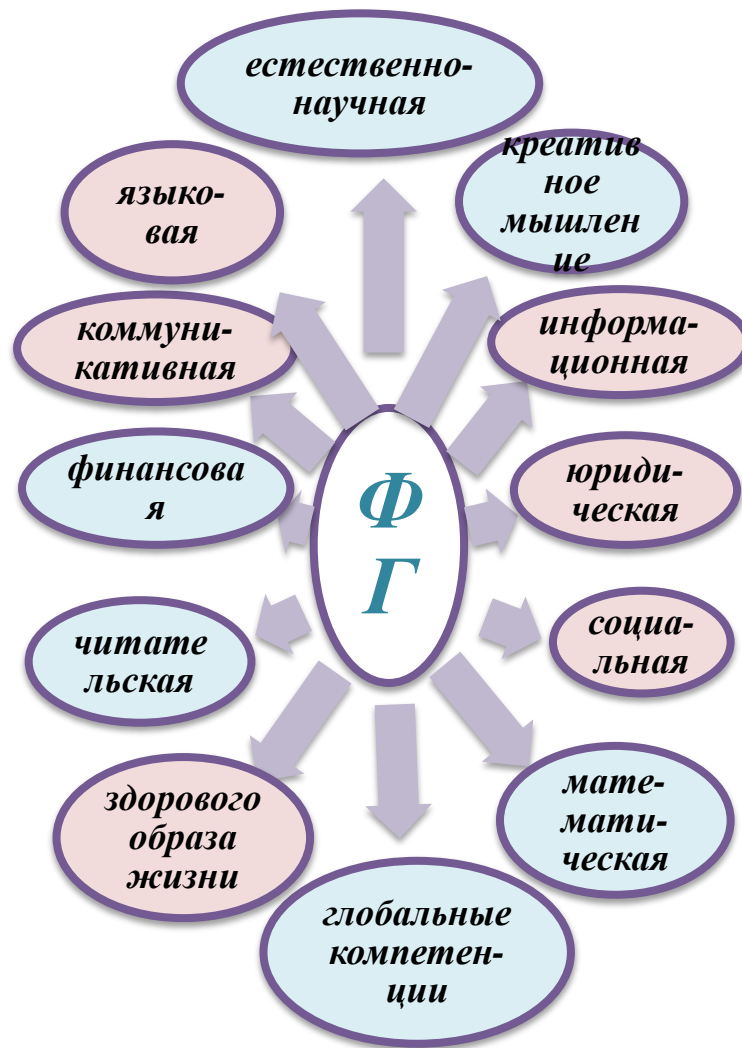 естественно-
научная
креатив
ное
мышлен
ие
языко-
вая
информа-
ционная
коммуни-
кативная
финансова
я
Ф
Г
юриди-
ческая
социа-
льная
читате
льская
мате-
мати-
ческая
здорового
образа
жизни
глобальные
компетен-
ции